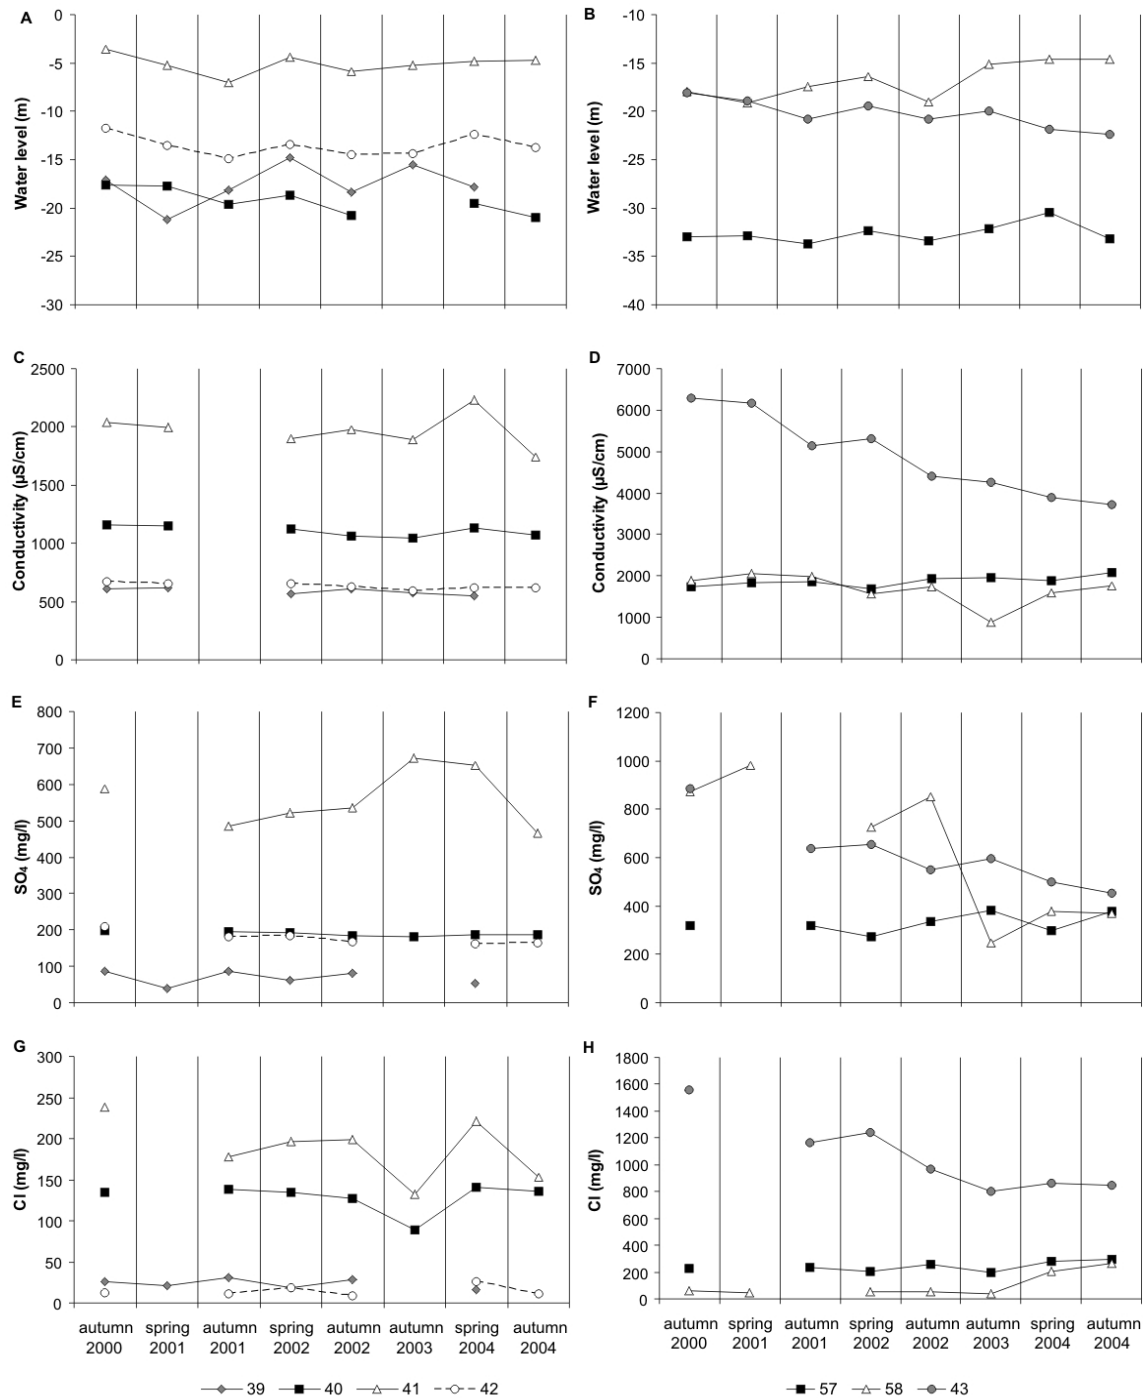 A
Water level (m)
0
-5
-10
-15
-20
-25
-30
B
Water level (m)
-10
-15
-20
-25
-30
-35
-40
C
Conductivity (µS/cm)
2500
2000
1500
1000
500
0
D
Conductivity (µS/cm)
7000
6000
5000
4000
3000
2000
1000
0
E
SO₄ (mg/l)
800
700
600
500
400
300
200
100
0
F
SO₄ (mg/l)
1200
1000
800
600
400
200
0
G
Cl (mg/l)
300
250
200
150
100
50
0
autumn 2000
spring 2001
autumn 2001
spring 2002
autumn 2002
autumn 2003
spring 2004
autumn 2004
39 40 41 42
H
Cl (mg/l)
1800
1600
1400
1200
1000
800
600
400
200
0
autumn 2000
spring 2001
autumn 2001
spring 2002
autumn 2002
autumn 2003
spring 2004
autumn 2004
57 58 43